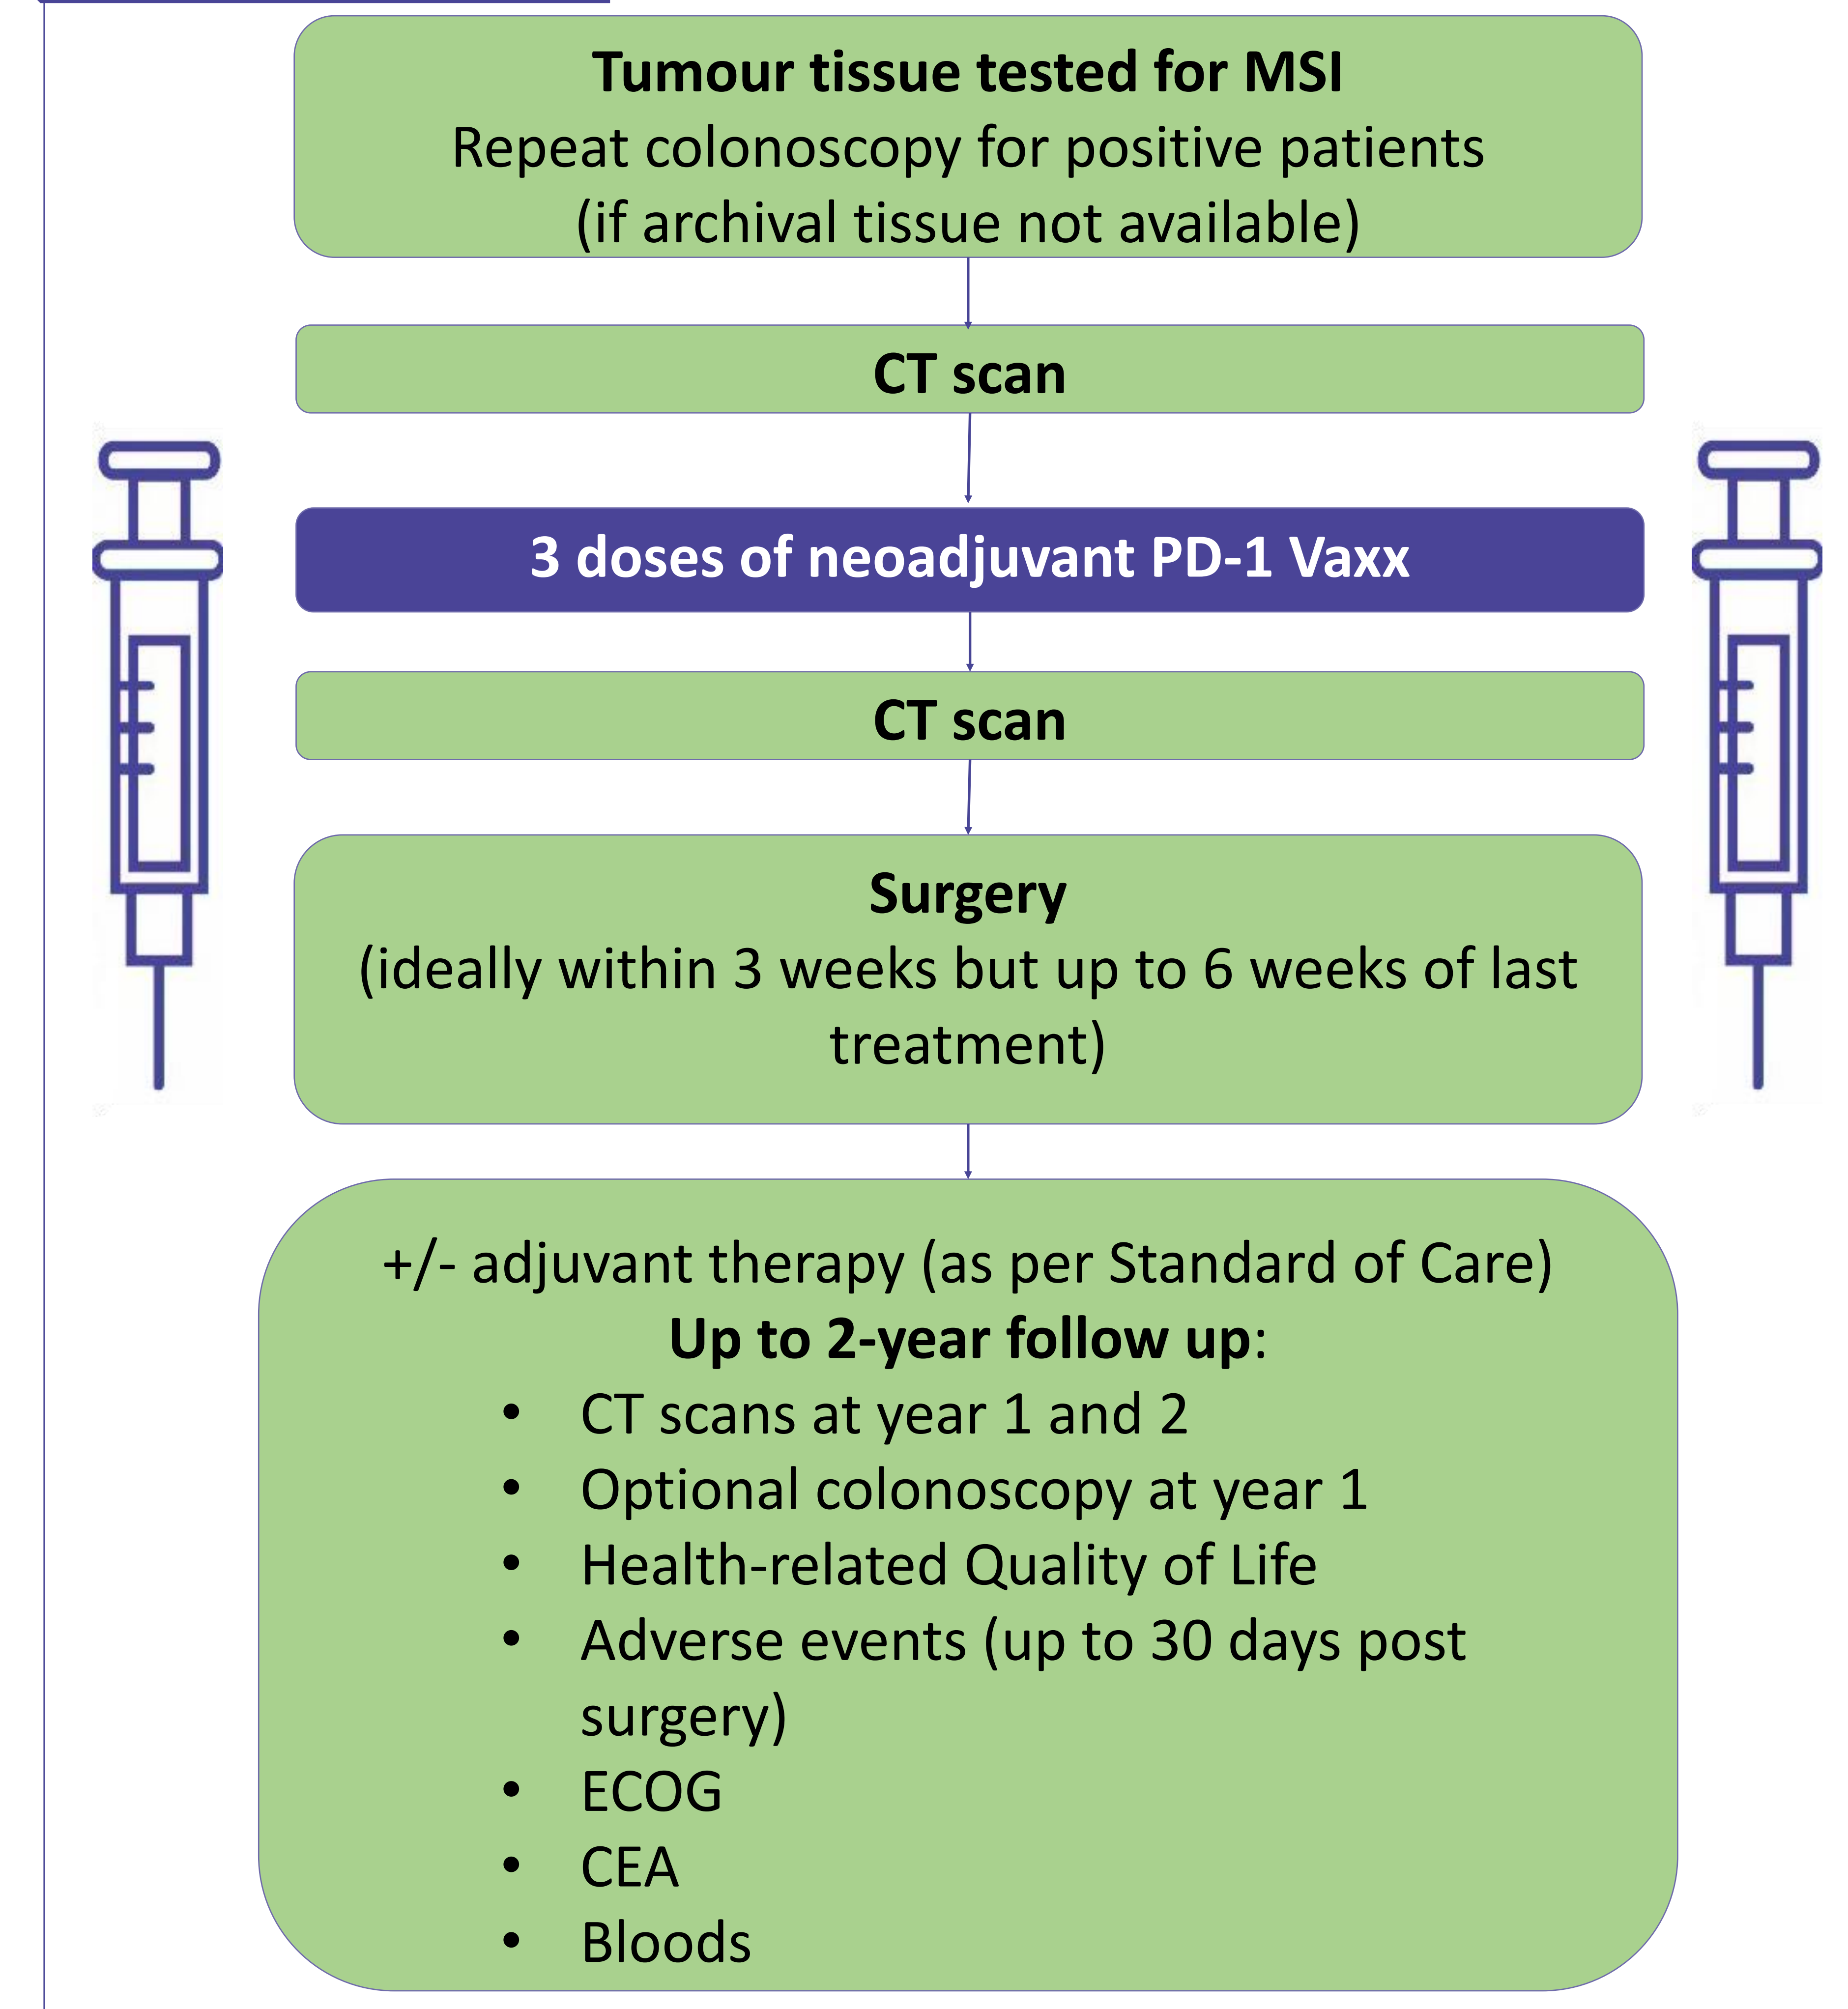 Tumour tissue tested for MSI
Repeat colonoscopy for positive patients
(if archival tissue not available)
CT scan
3 doses of neoadjuvant PD-1 Vaxx
CT scan
Surgery
(ideally within 3 weeks but up to 6 weeks of last
treatment)
+/- adjuvant therapy (as per Standard of Care)
Up to 2-year follow up:
• CT scans at year 1 and 2
• Optional colonoscopy at year 1
• Health-related Quality of Life
• Adverse events (up to 30 days post
surgery)
• ECOG
• CEA
• Bloods